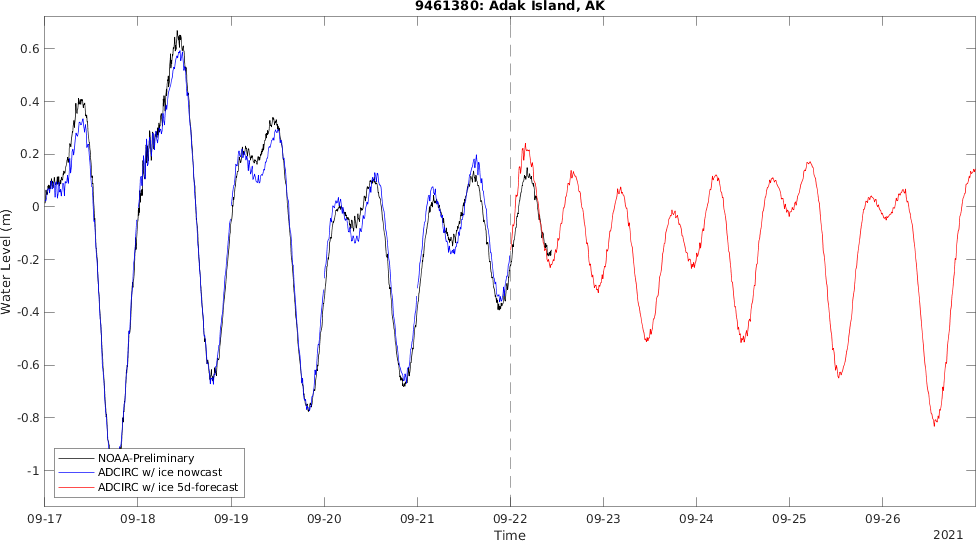 9461380: Adak Island, AK
Water Level (m)
0.6
0.4
0.2
0
-0.2
-0.4
-0.6
-0.8
-1
NOAA-Preliminary
ADCIRC w/ ice nowcast
ADCIRC w/ ice 5d-forecast
09-17 09-18 09-19 09-20 09-21 09-22 09-23 09-24 09-25 09-26
Time
2021